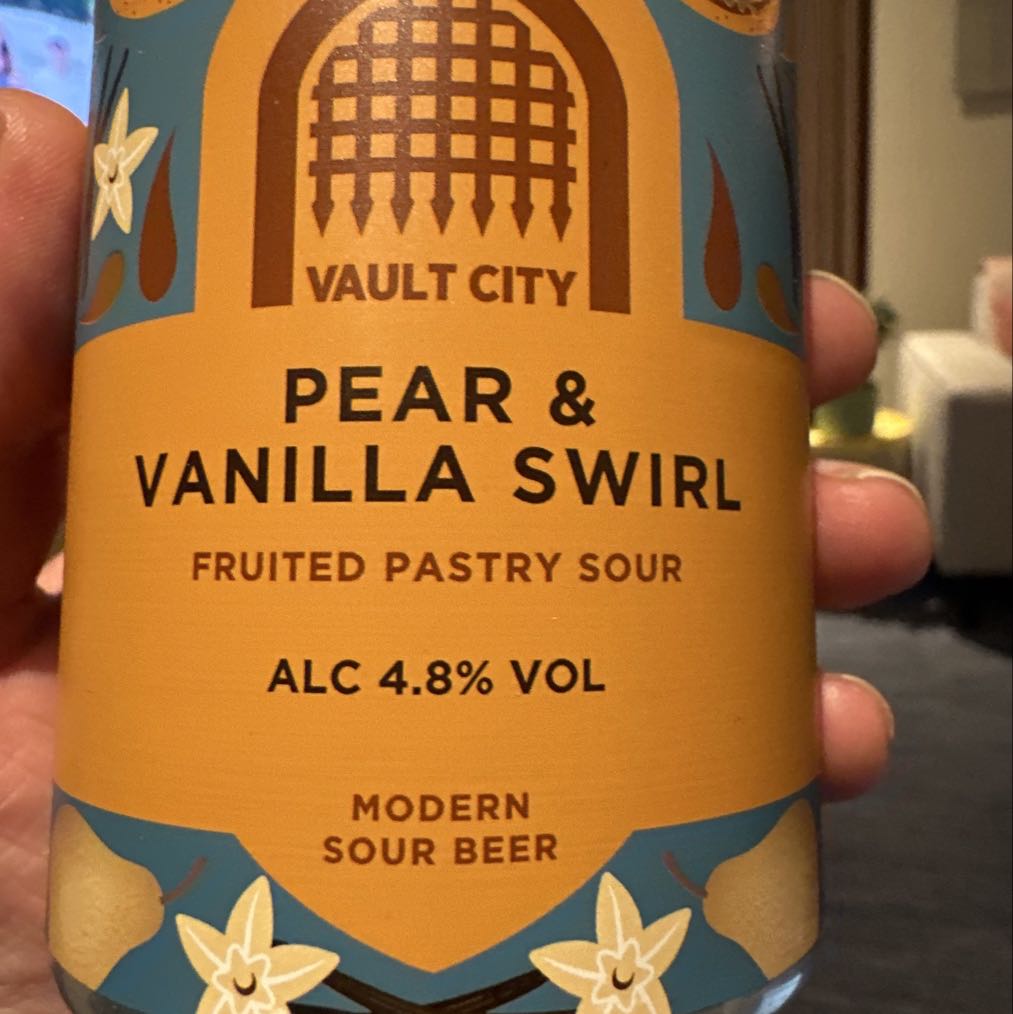 VAULT CITY
PEAR &
VANILLA SWIRL
FRUITED PASTRY SOUR
ALC 4.8% VOL
MODERN
SOUR BEER